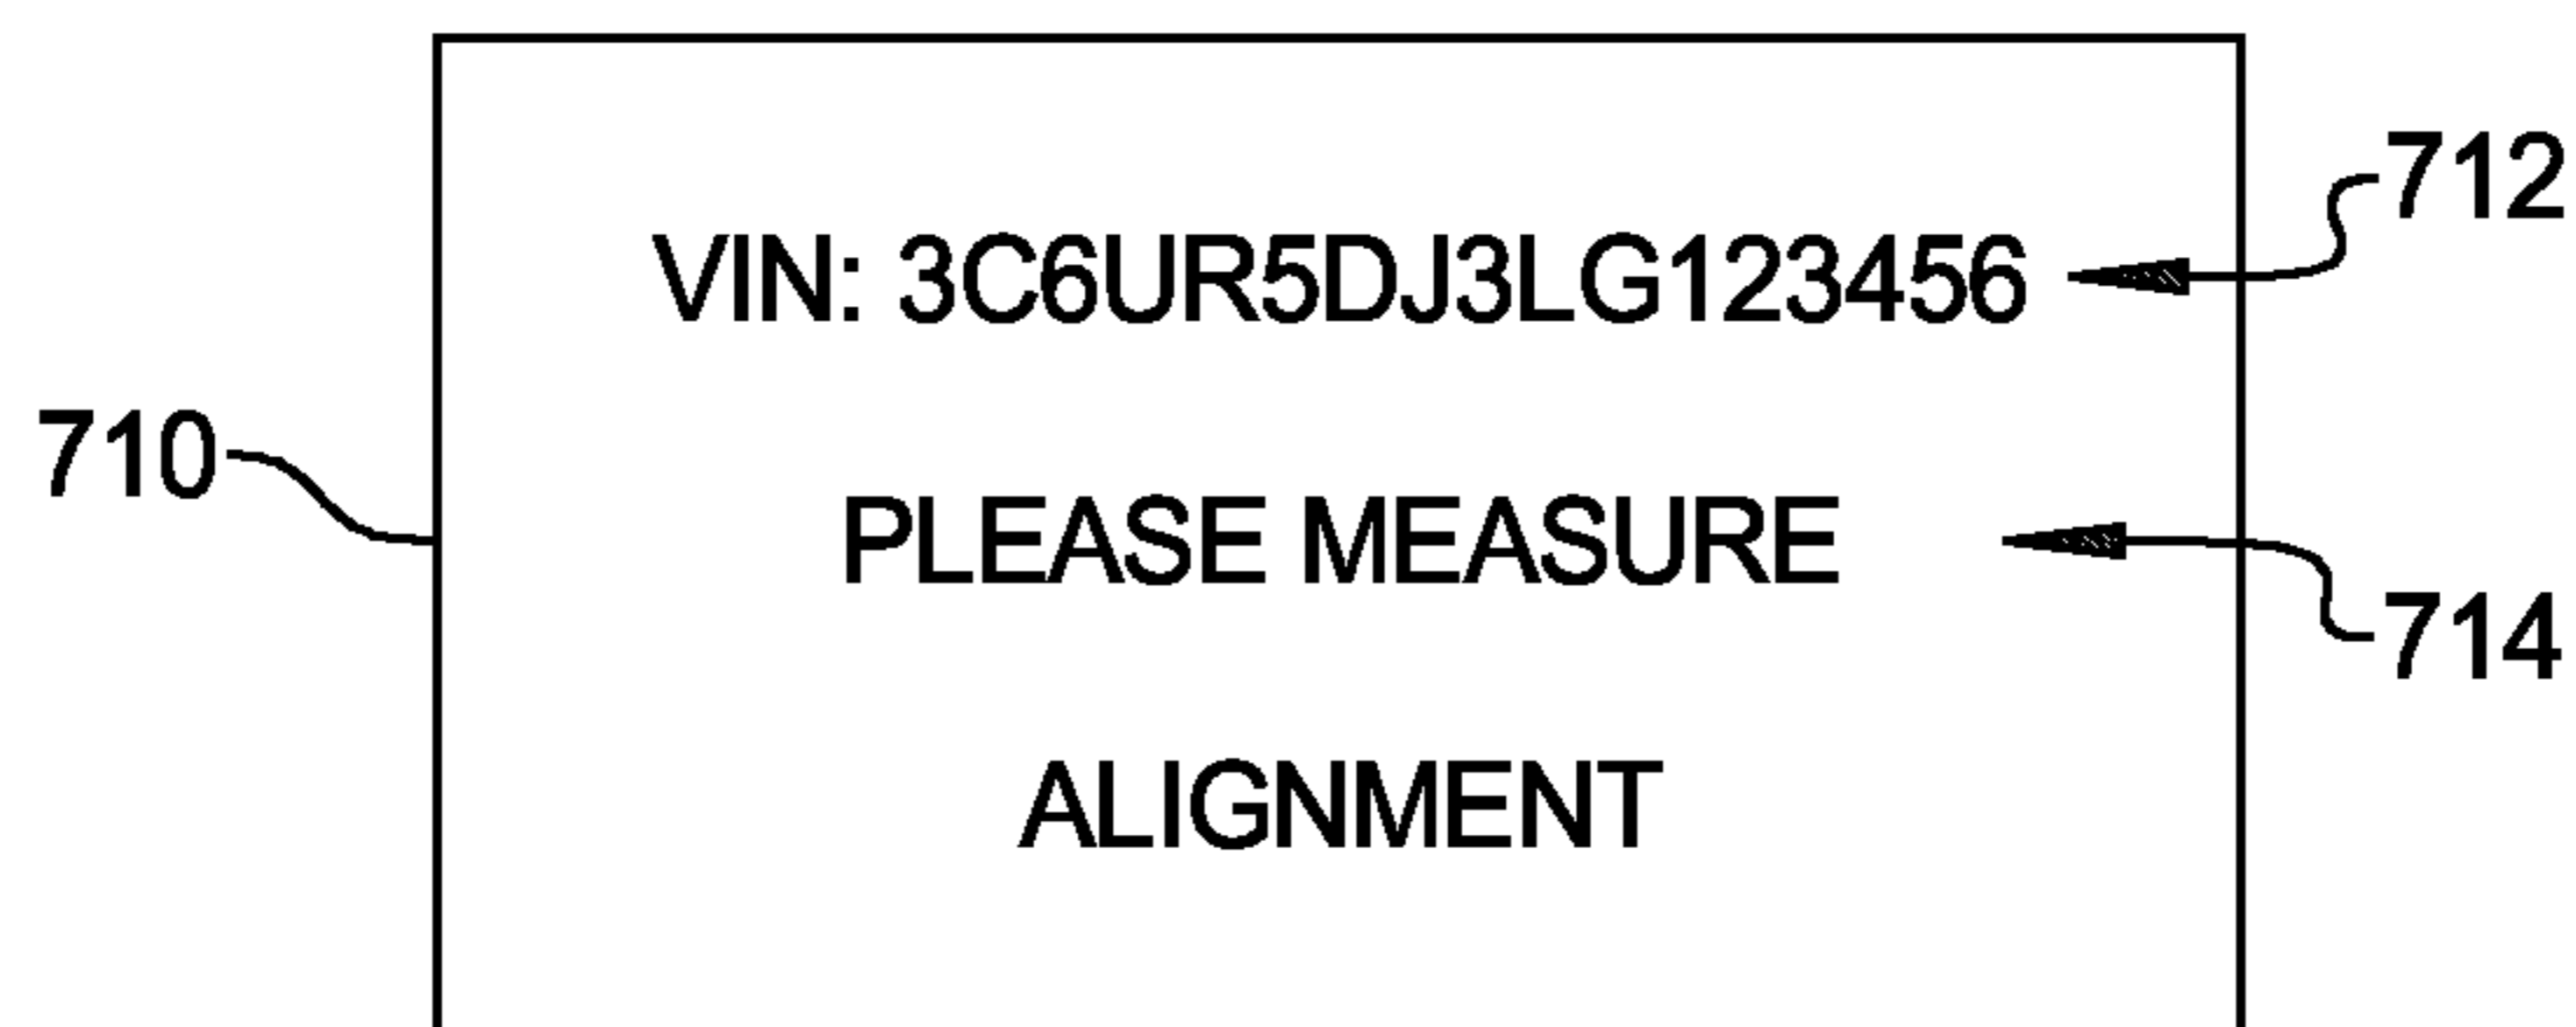 712
VIN: 3C6UR5DJ3LG123456
710
PLEASE MEASURE
714
ALIGNMENT